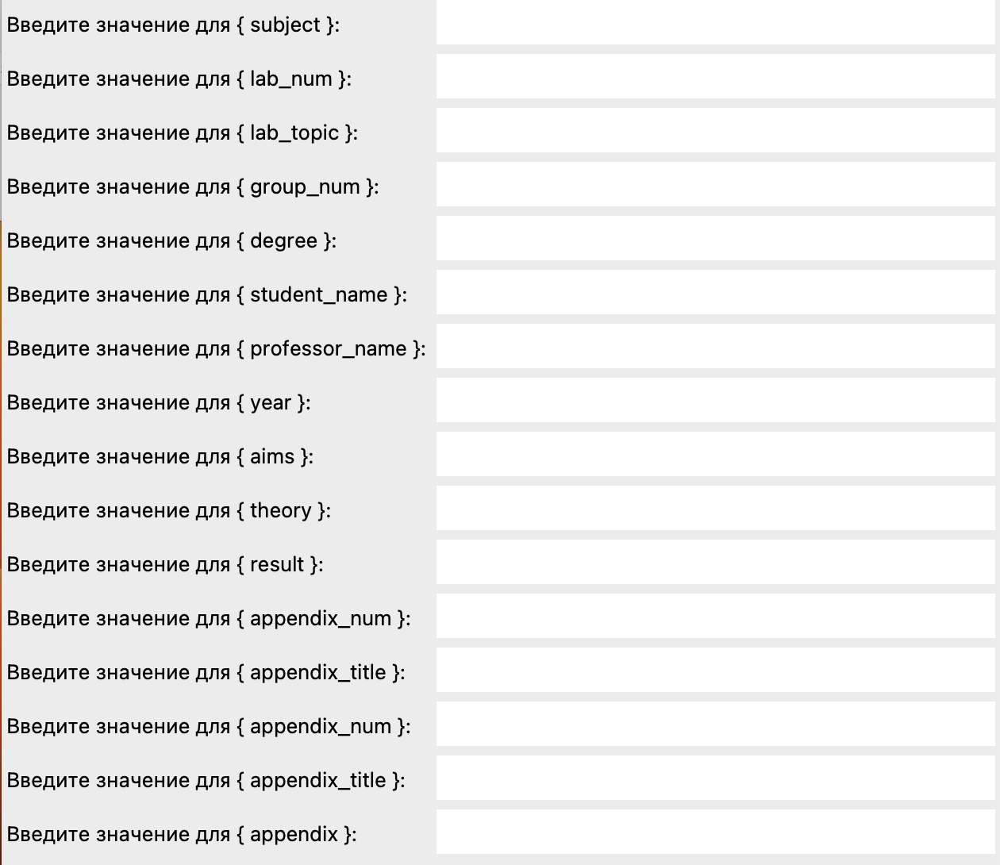 Введите значение для { subject }:
Введите значение для { lab_num }:
Введите значение для { lab_topic }:
Введите значение для { group_num }:
Введите значение для { degree }:
Введите значение для { student_name }:
Введите значение для { professor_name }:
Введите значение для { year }:
Введите значение для { aims }:
Введите значение для { theory }:
Введите значение для { result }:
Введите значение для { appendix_num }:
Введите значение для { appendix_title }:
Введите значение для { appendix_num }:
Введите значение для { appendix_title }:
Введите значение для { appendix }: